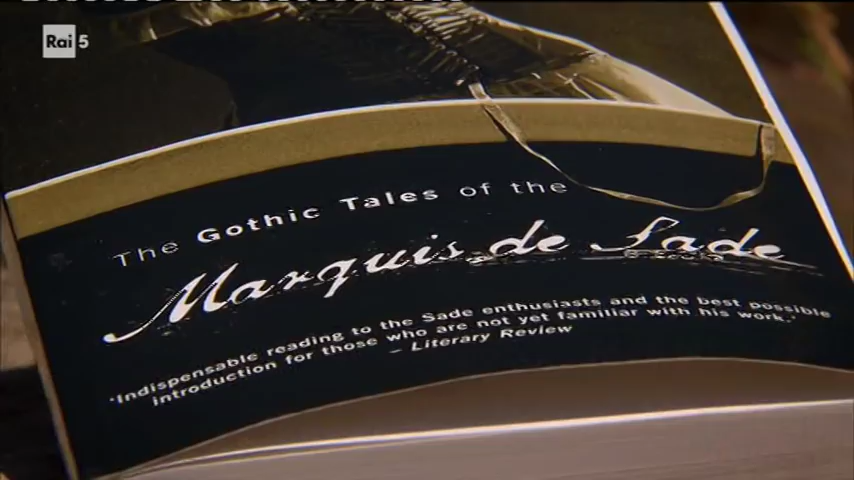 Rai 5
The Gothic Tales of the
Marquis de Sade
'Indispensable reading to the Sade enthusiasts and the best possible
introduction for those who are not yet familiar with his work.'
– Literary Review